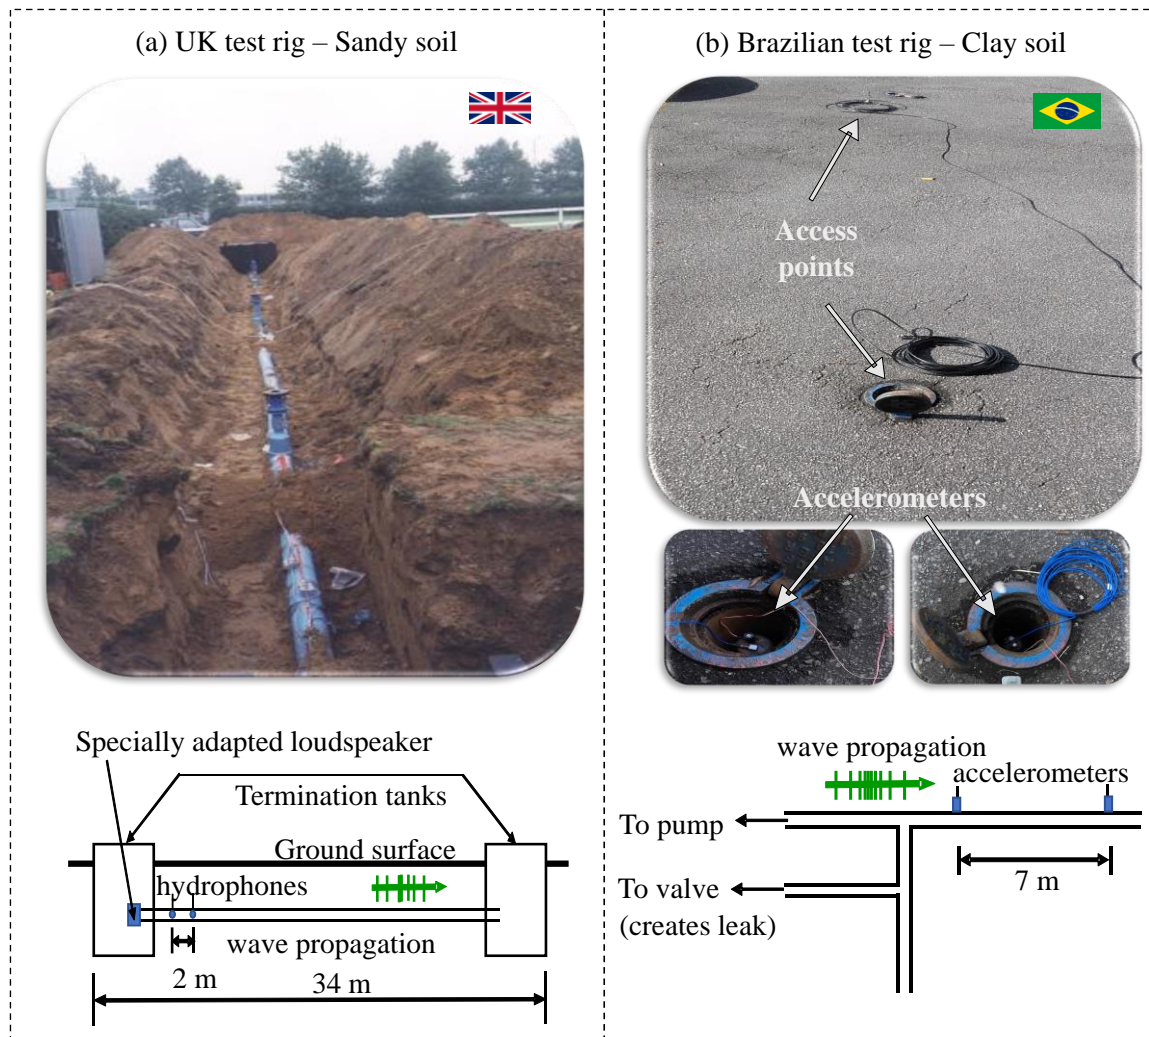 (a) UK test rig – Sandy soil
Specially adapted loudspeaker
Termination tanks
Ground surface
hydrophones
wave propagation
2 m
34 m
(b) Brazilian test rig – Clay soil
Access
points
Accelerometers
wave propagation
accelerometers
To pump
7 m
To valve
(creates leak)